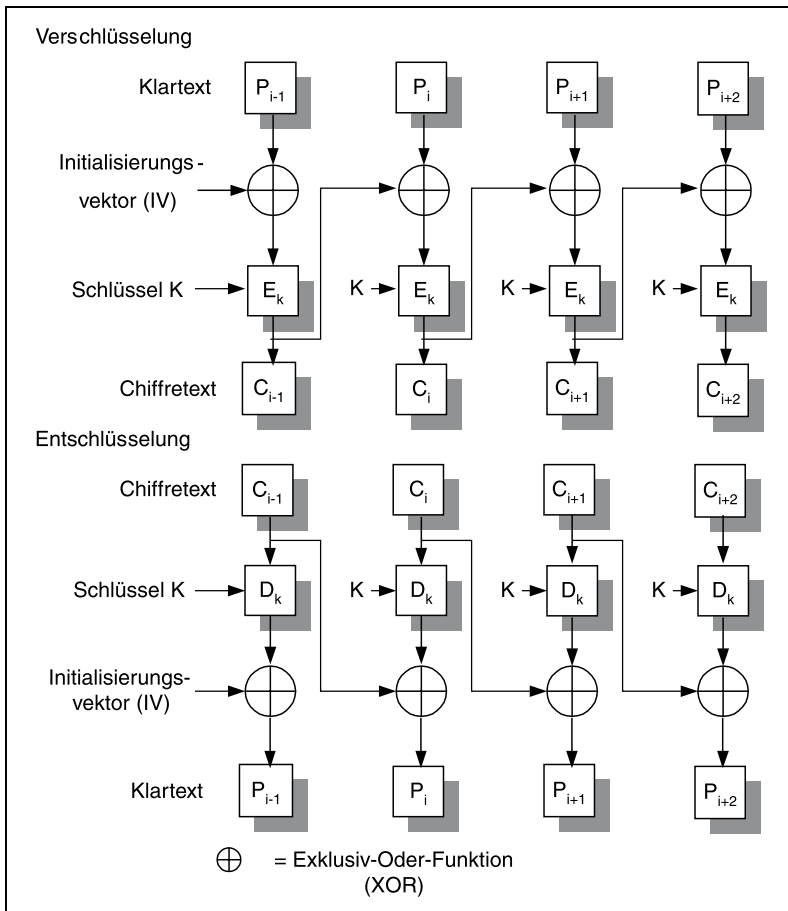 Verschlüsselung
Klartext P_{i-1} P_i P_{i+1} P_{i+2}
Initialisierungs-
vektor (IV)
Schlüssel K E_k K E_k K E_k K E_k
Chiffretext C_{i-1} C_i C_{i+1} C_{i+2}
Entschlüsselung
Chiffretext C_{i-1} C_i C_{i+1} C_{i+2}
Schlüssel K D_k K D_k K D_k K D_k
Initialisierungs-
vektor (IV)
Klartext P_{i-1} P_i P_{i+1} P_{i+2}
⊕ = Exklusiv-Oder-Funktion
(XOR)